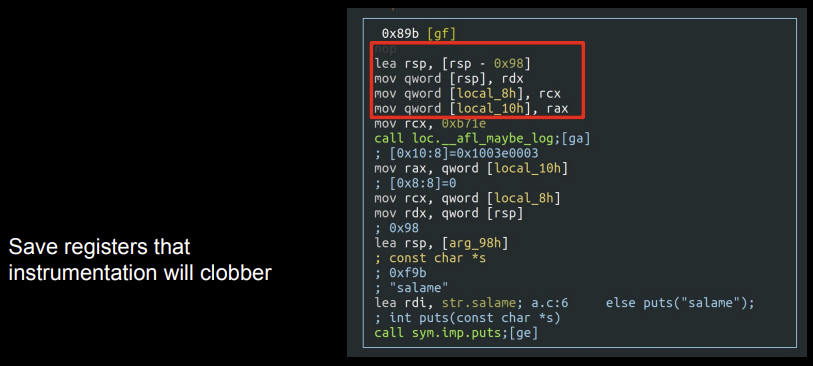 Save registers that
instrumentation will clobber
0x89b [gf]
nop
lea rsp, [rsp - 0x98]
mov qword [rsp], rdx
mov qword [local_8h], rcx
mov qword [local_10h], rax
mov rcx, 0xb71e
call loc.__afl_maybe_log;[ga]
; [0x10:8]=0x1003e0003
mov rax, qword [local_10h]
; [0x8:8]=0
mov rcx, qword [local_8h]
mov rdx, qword [rsp]
; 0x98
lea rsp, [arg_98h]
; const char *s
; 0xf9b
; "salame"
lea rdi, str.salame; a.c:6     else puts("salame");
; int puts(const char *s)
call sym.imp.puts;[ge]